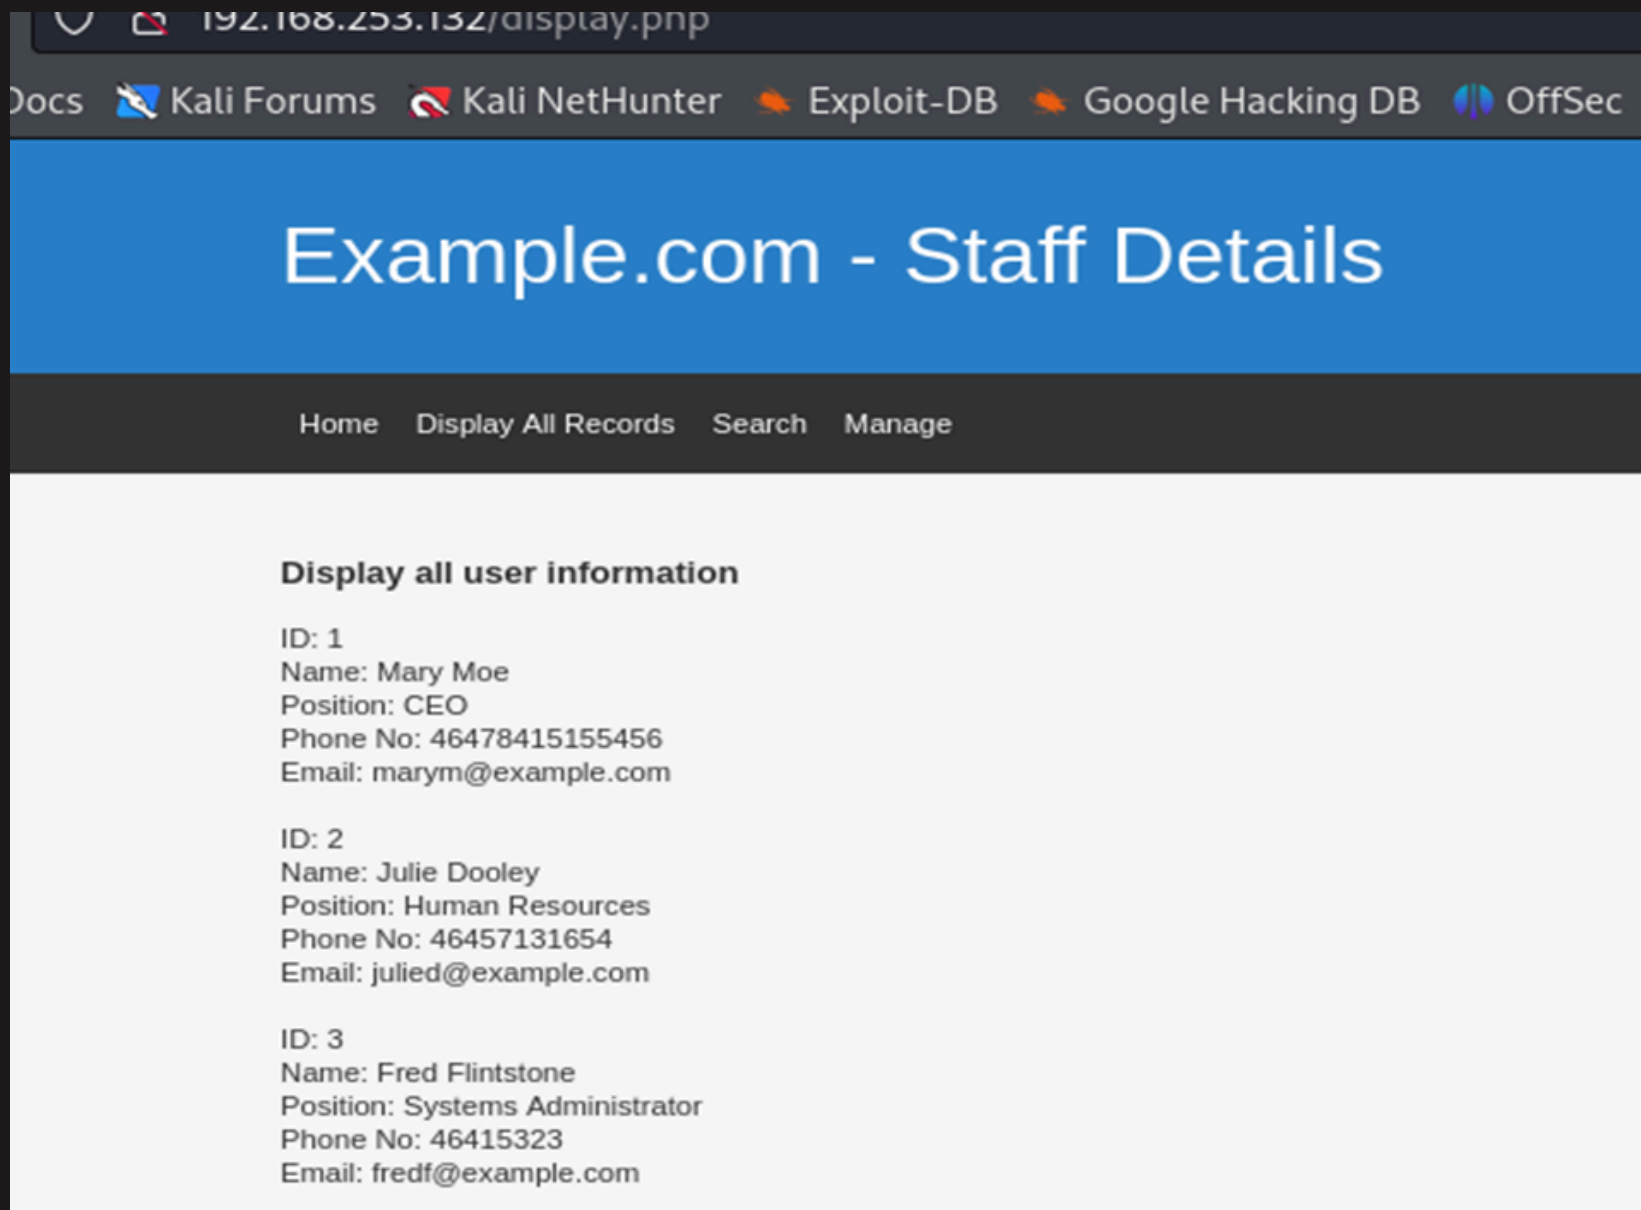 192.168.253.132/display.php
Docs Kali Forums Kali NetHunter Exploit-DB Google Hacking DB OffSec
Example.com - Staff Details
Home Display All Records Search Manage
Display all user information
ID: 1
Name: Mary Moe
Position: CEO
Phone No: 46478415155456
Email: marym@example.com
ID: 2
Name: Julie Dooley
Position: Human Resources
Phone No: 46457131654
Email: julied@example.com
ID: 3
Name: Fred Flintstone
Position: Systems Administrator
Phone No: 46415323
Email: fredf@example.com